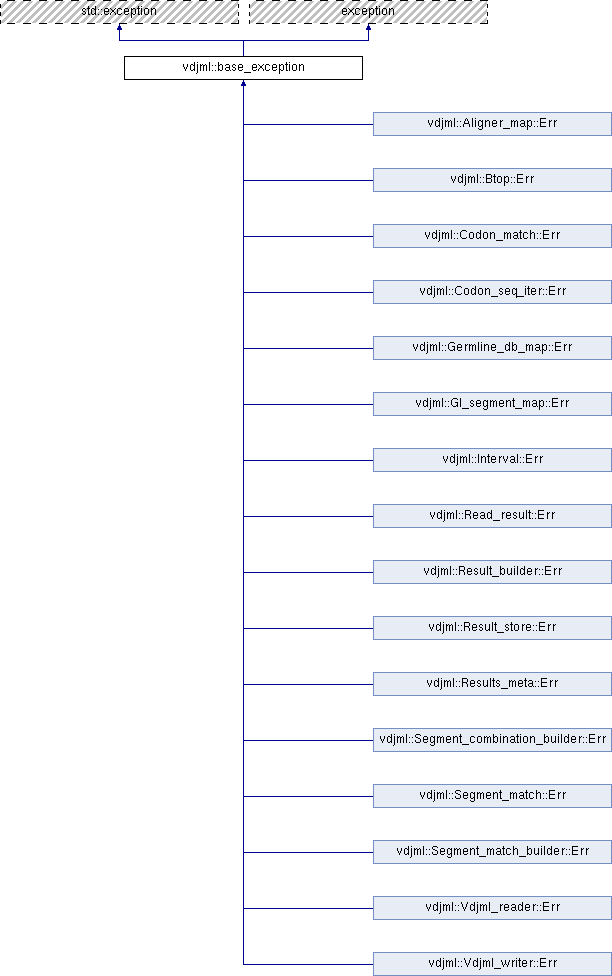 std::exception
exception
vdjml::base_exception
vdjml::Aligner_map::Err
vdjml::Btop::Err
vdjml::Codon_match::Err
vdjml::Codon_seq_iter::Err
vdjml::Germline_db_map::Err
vdjml::Gl_segment_map::Err
vdjml::Interval::Err
vdjml::Read_result::Err
vdjml::Result_builder::Err
vdjml::Result_store::Err
vdjml::Results_meta::Err
vdjml::Segment_combination_builder::Err
vdjml::Segment_match::Err
vdjml::Segment_match_builder::Err
vdjml::Vdjml_reader::Err
vdjml::Vdjml_writer::Err